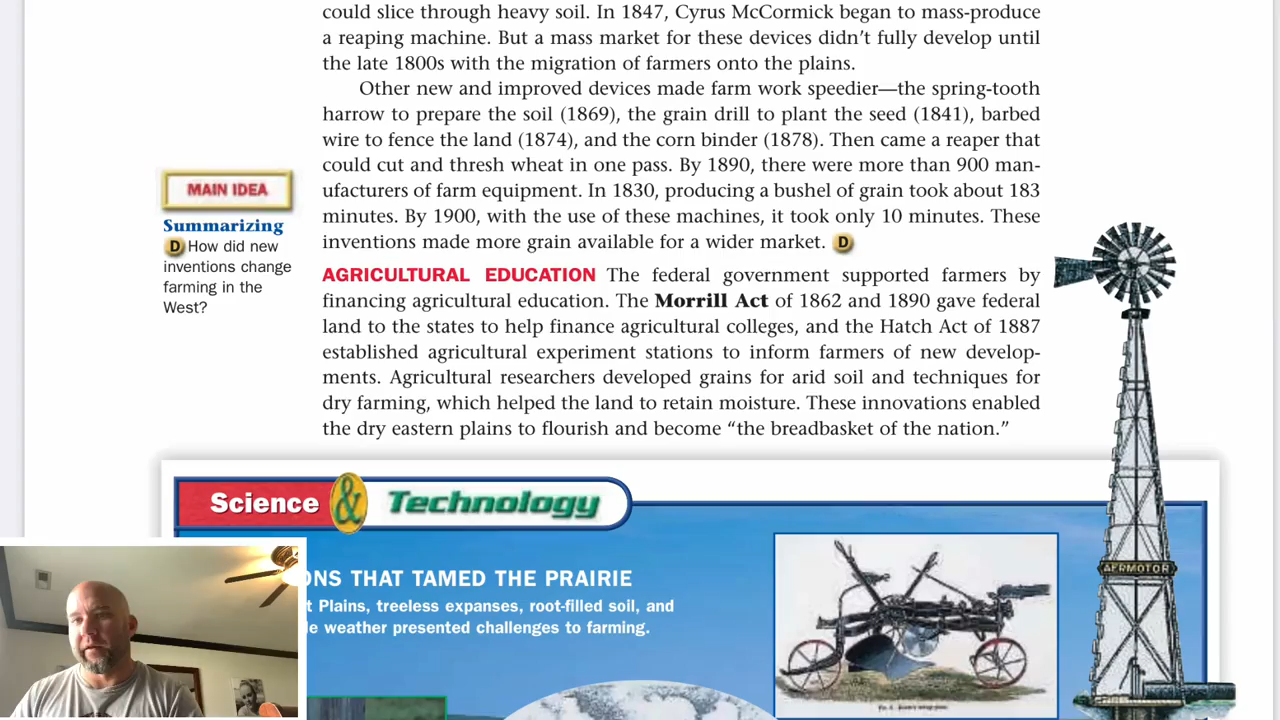 could slice through heavy soil. In 1847, Cyrus McCormick began to mass-produce
a reaping machine. But a mass market for these devices didn’t fully develop until
the late 1800s with the migration of farmers onto the plains.
Other new and improved devices made farm work speedier—the spring-tooth
harrow to prepare the soil (1869), the grain drill to plant the seed (1841), barbed
wire to fence the land (1874), and the corn binder (1878). Then came a reaper that
could cut and thresh wheat in one pass. By 1890, there were more than 900 man-
ufacturers of farm equipment. In 1830, producing a bushel of grain took about 183
minutes. By 1900, with the use of these machines, it took only 10 minutes. These
inventions made more grain available for a wider market. D
MAIN IDEA
Summarizing
D How did new
inventions change
farming in the
West?
AGRICULTURAL EDUCATION The federal government supported farmers by
financing agricultural education. The Morrill Act of 1862 and 1890 gave federal
land to the states to help finance agricultural colleges, and the Hatch Act of 1887
established agricultural experiment stations to inform farmers of new develop-
ments. Agricultural researchers developed grains for arid soil and techniques for
dry farming, which helped the land to retain moisture. These innovations enabled
the dry eastern plains to flourish and become “the breadbasket of the nation.”
Science & Technology
ONS THAT TAMED THE PRAIRIE
t Plains, treeless expanses, root-filled soil, and
le weather presented challenges to farming.
AERMOTOR